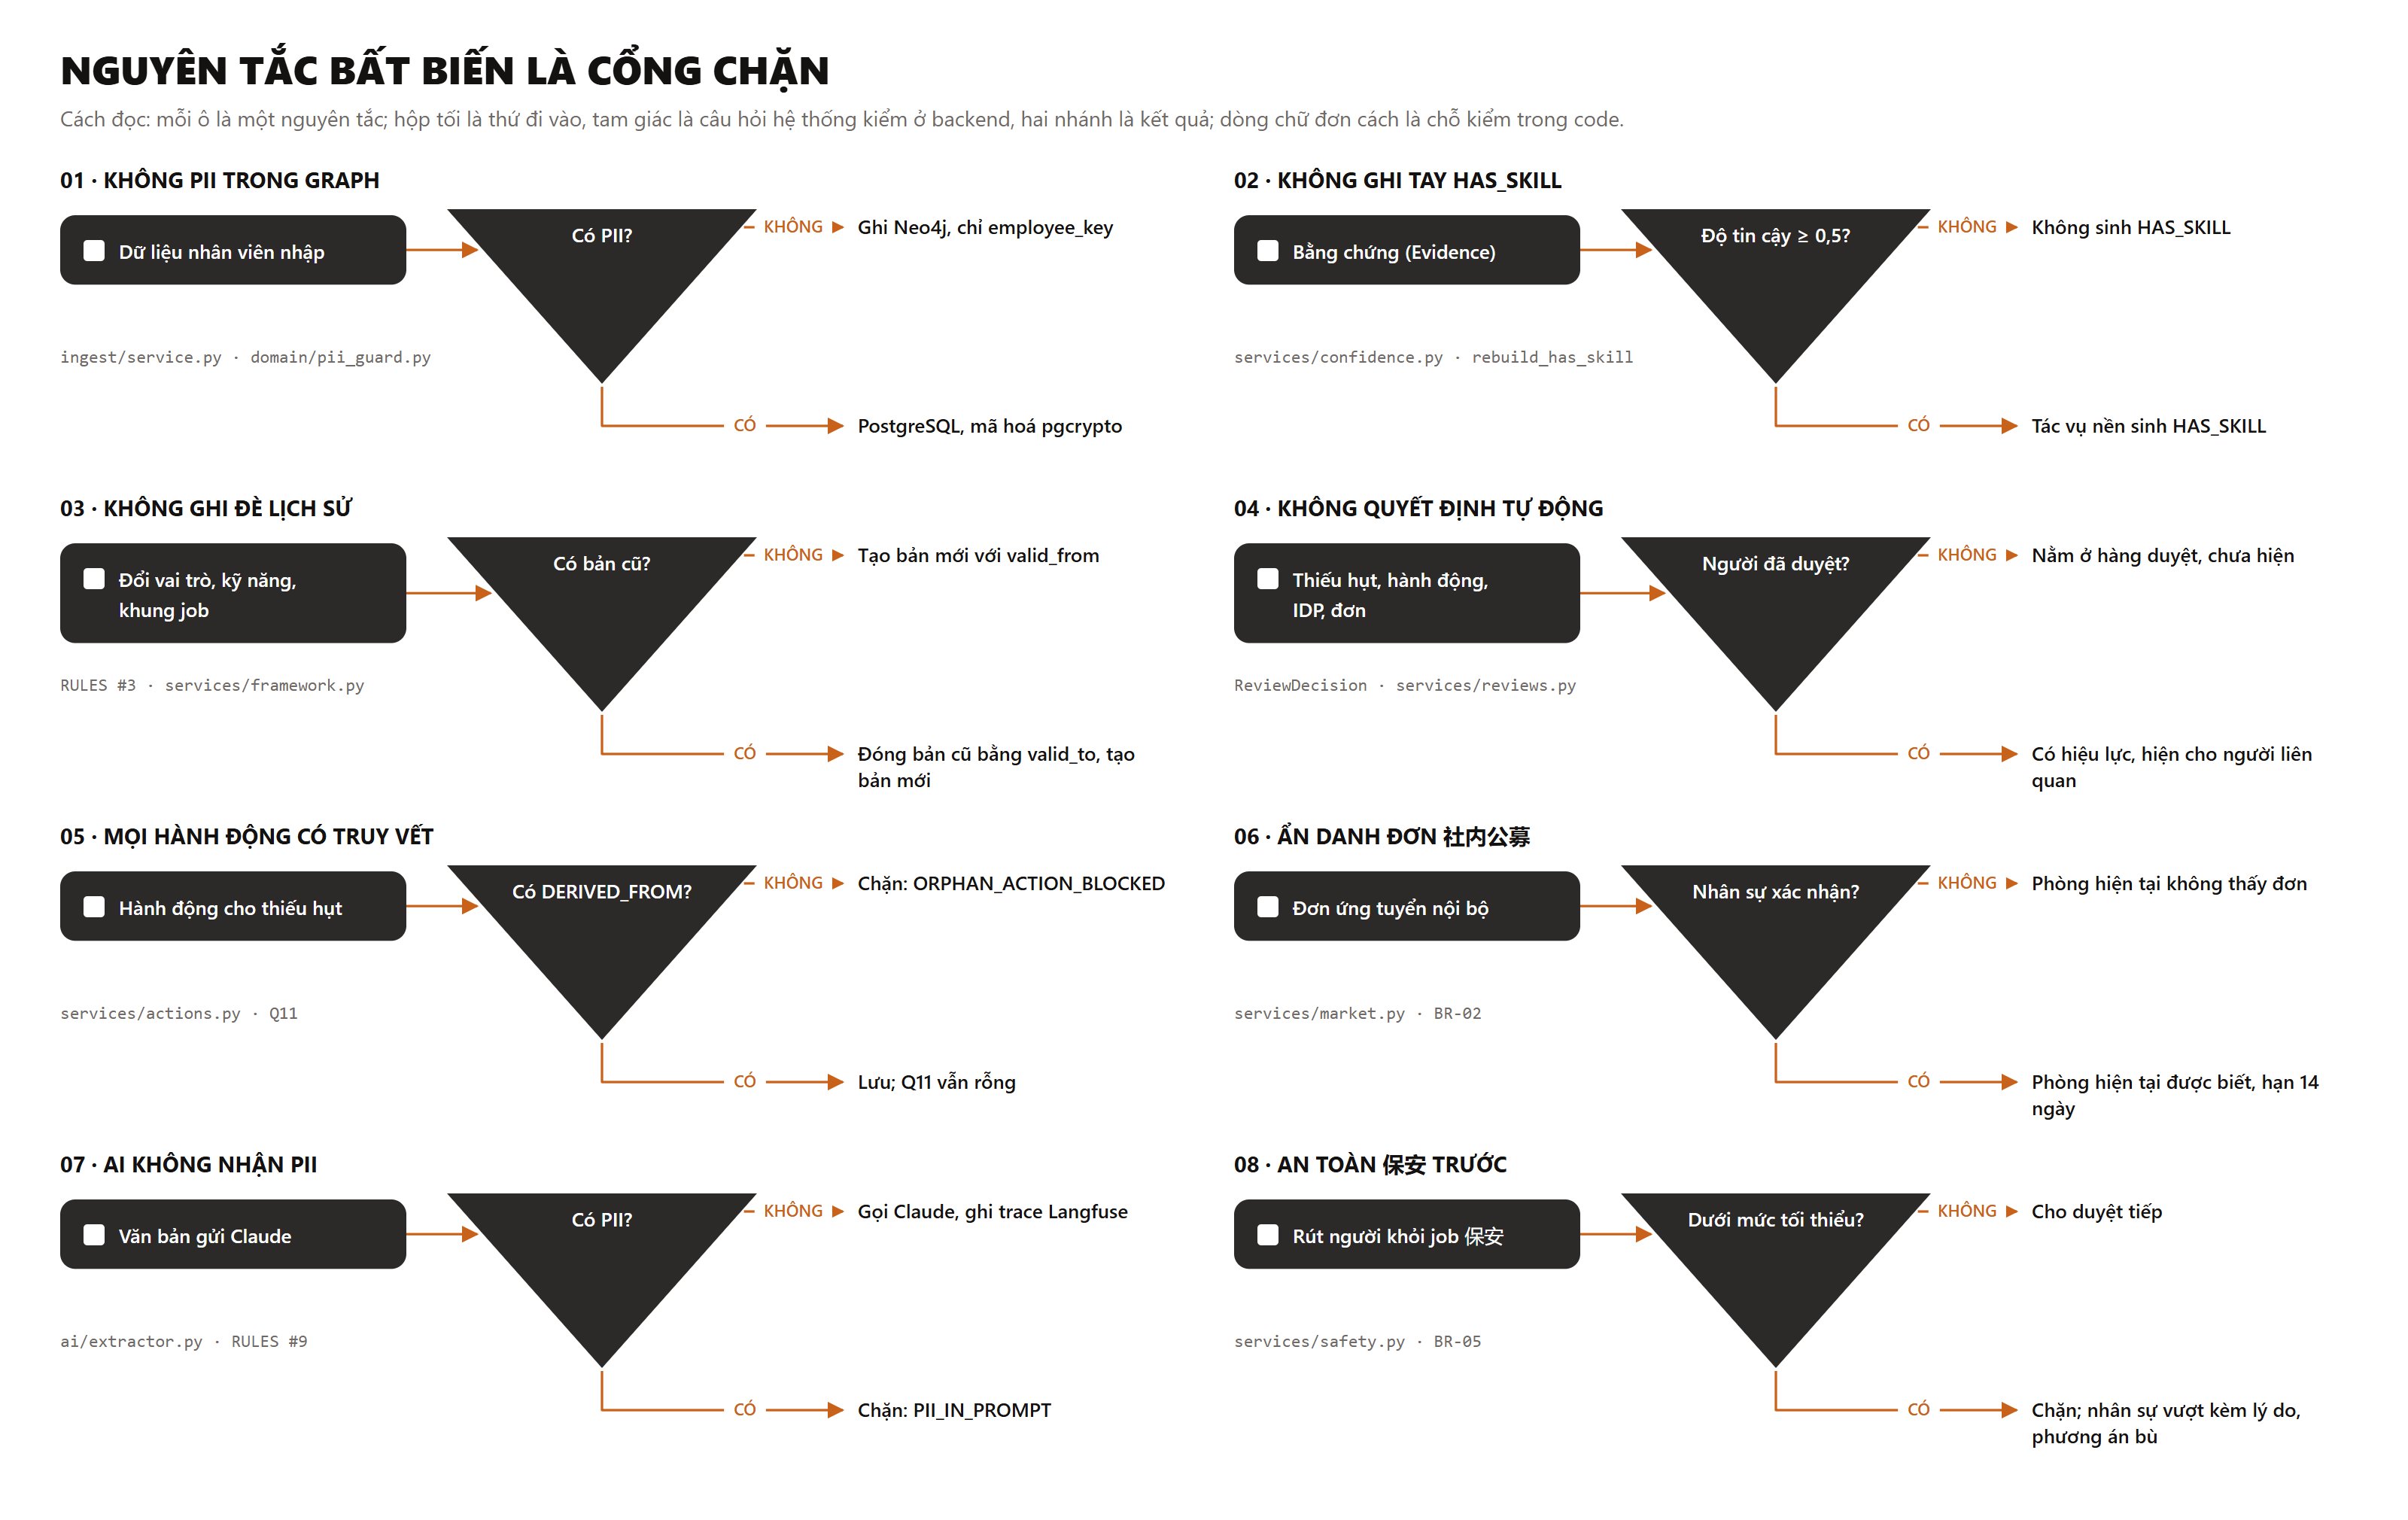 NGUYÊN TẮC BẤT BIẾN LÀ CỔNG CHẶN
Cách đọc: mỗi ô là một nguyên tắc; hộp tối là thứ đi vào, tam giác là câu hỏi hệ thống kiểm ở backend, hai nhánh là kết quả; dòng chữ đơn cách là chỗ kiểm trong code.
01 · KHÔNG PII TRONG GRAPH
Dữ liệu nhân viên nhập
Có PII?
KHÔNG
Ghi Neo4j, chỉ employee_key
ingest/service.py · domain/pii_guard.py
CÓ
PostgreSQL, mã hoá pgcrypto
02 · KHÔNG GHI TAY HAS_SKILL
Bằng chứng (Evidence)
Độ tin cậy ≥ 0,5?
KHÔNG
Không sinh HAS_SKILL
services/confidence.py · rebuild_has_skill
CÓ
Tác vụ nền sinh HAS_SKILL
03 · KHÔNG GHI ĐÈ LỊCH SỬ
Đổi vai trò, kỹ năng,
khung job
Có bản cũ?
KHÔNG
Tạo bản mới với valid_from
RULES #3 · services/framework.py
CÓ
Đóng bản cũ bằng valid_to, tạo
bản mới
04 · KHÔNG QUYẾT ĐỊNH TỰ ĐỘNG
Thiếu hụt, hành động,
IDP, đơn
Người đã duyệt?
KHÔNG
Nằm ở hàng duyệt, chưa hiện
ReviewDecision · services/reviews.py
CÓ
Có hiệu lực, hiện cho người liên
quan
05 · MỌI HÀNH ĐỘNG CÓ TRUY VẾT
Hành động cho thiếu hụt
Có DERIVED_FROM?
KHÔNG
Chặn: ORPHAN_ACTION_BLOCKED
services/actions.py · Q11
CÓ
Lưu; Q11 vẫn rỗng
06 · ẨN DANH ĐƠN 社内公募
Đơn ứng tuyển nội bộ
Nhân sự xác nhận?
KHÔNG
Phòng hiện tại không thấy đơn
services/market.py · BR-02
CÓ
Phòng hiện tại được biết, hạn 14
ngày
07 · AI KHÔNG NHẬN PII
Văn bản gửi Claude
Có PII?
KHÔNG
Gọi Claude, ghi trace Langfuse
ai/extractor.py · RULES #9
CÓ
Chặn: PII_IN_PROMPT
08 · AN TOÀN 保安 TRƯỚC
Rút người khỏi job 保安
Dưới mức tối thiểu?
KHÔNG
Cho duyệt tiếp
services/safety.py · BR-05
CÓ
Chặn; nhân sự vượt kèm lý do,
phương án bù